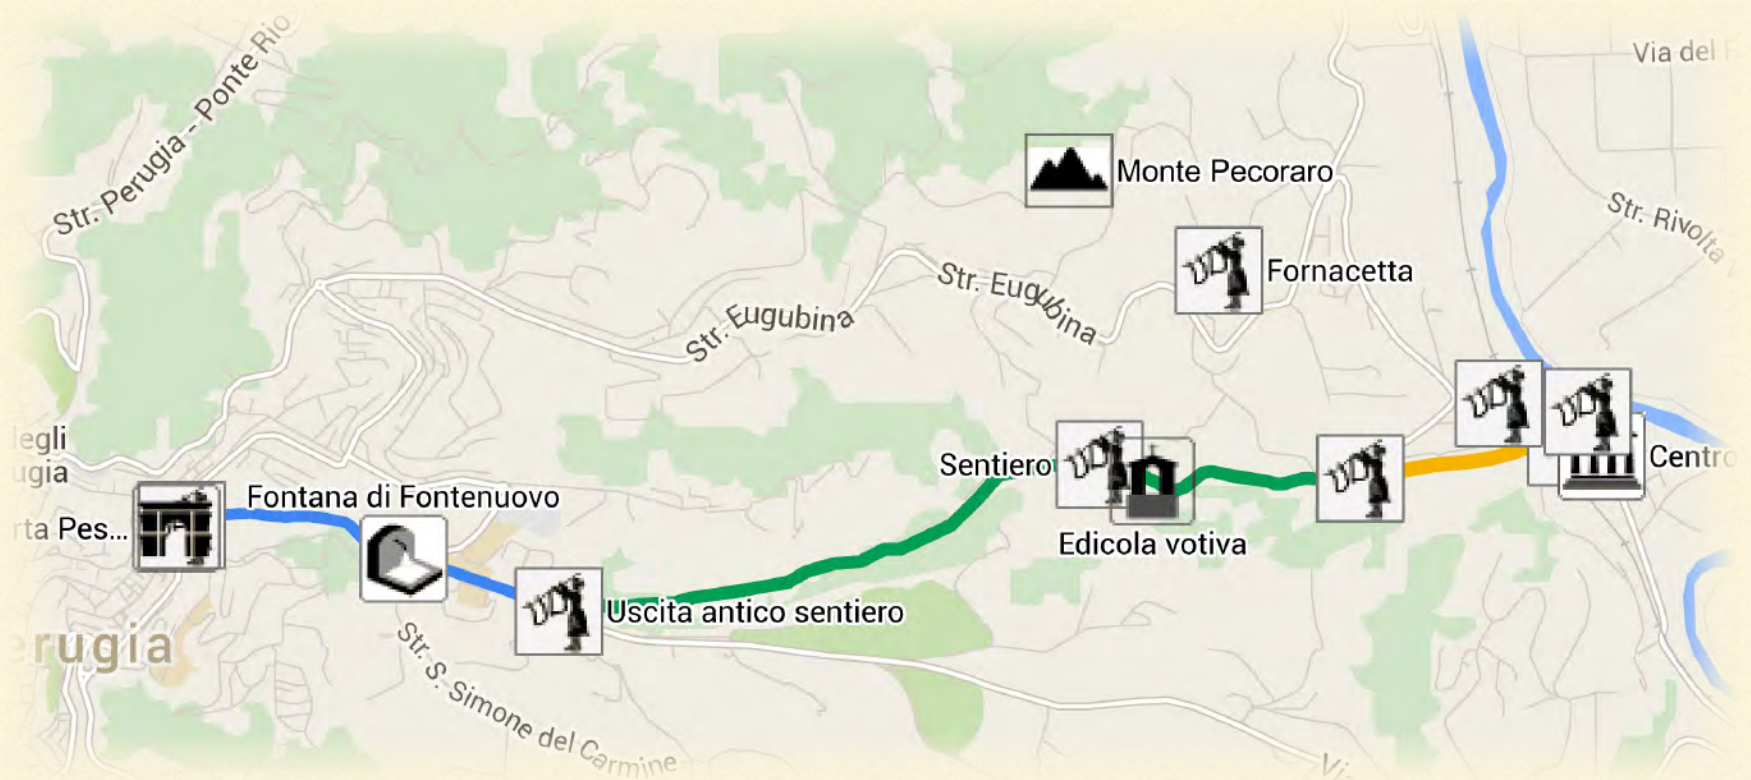 Str. Perugia - Ponte Rio
Via del
Monte Pecoraro
Str. Rivolta
Fornacetta
Str. Eugubina
Str. Eugubina
egli
ugia
Sentiero
Centro
Fontana di Fontenuovo
rta Pes...
Edicola votiva
Uscita antico sentiero
erugia
Str. S. Simone del Carmine